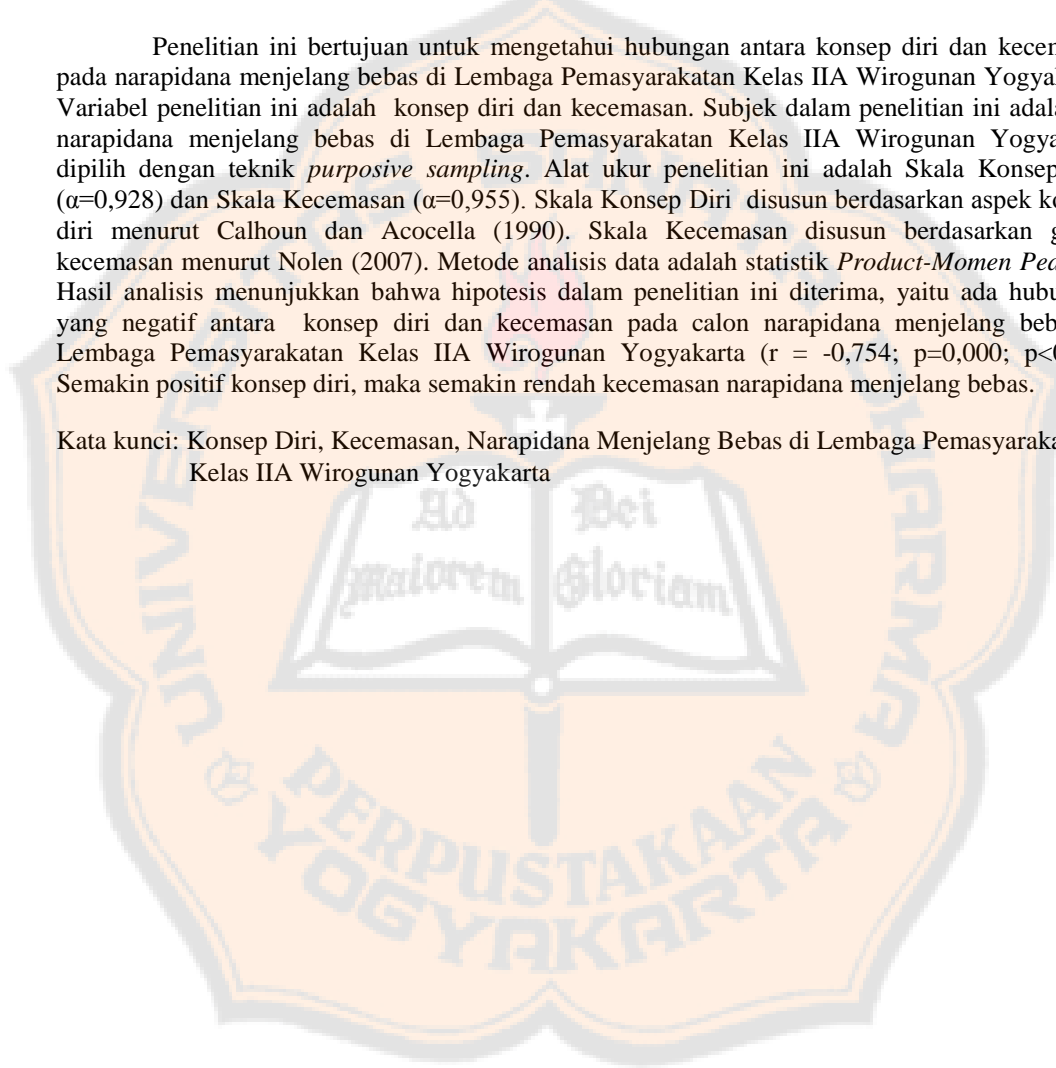 Penelitian ini bertujuan untuk mengetahui hubungan antara konsep diri dan kecem
pada narapidana menjelang bebas di Lembaga Pemasyarakatan Kelas IIA Wirogunan Yogya
Variabel penelitian ini adalah konsep diri dan kecemasan. Subjek dalam penelitian ini adala
narapidana menjelang bebas di Lembaga Pemasyarakatan Kelas IIA Wirogunan Yogya
dipilih dengan teknik purposive sampling. Alat ukur penelitian ini adalah Skala Konsep
(α=0,928) dan Skala Kecemasan (α=0,955). Skala Konsep Diri disusun berdasarkan aspek ko
diri menurut Calhoun dan Acocella (1990). Skala Kecemasan disusun berdasarkan g
kecemasan menurut Nolen (2007). Metode analisis data adalah statistik Product-Momen Pea
Hasil analisis menunjukkan bahwa hipotesis dalam penelitian ini diterima, yaitu ada hubu
yang negatif antara konsep diri dan kecemasan pada calon narapidana menjelang beb
Lembaga Pemasyarakatan Kelas IIA Wirogunan Yogyakarta (r = -0,754; p=0,000; p<0
Semakin positif konsep diri, maka semakin rendah kecemasan narapidana menjelang bebas.
Kata kunci: Konsep Diri, Kecemasan, Narapidana Menjelang Bebas di Lembaga Pemasyaraka
Kelas IIA Wirogunan Yogyakarta
UNIVERSITAS SANATA DHARMA
Ad Dei
Maiorem Gloriam
PERPUSTAKAAN
YOGYAKARTA